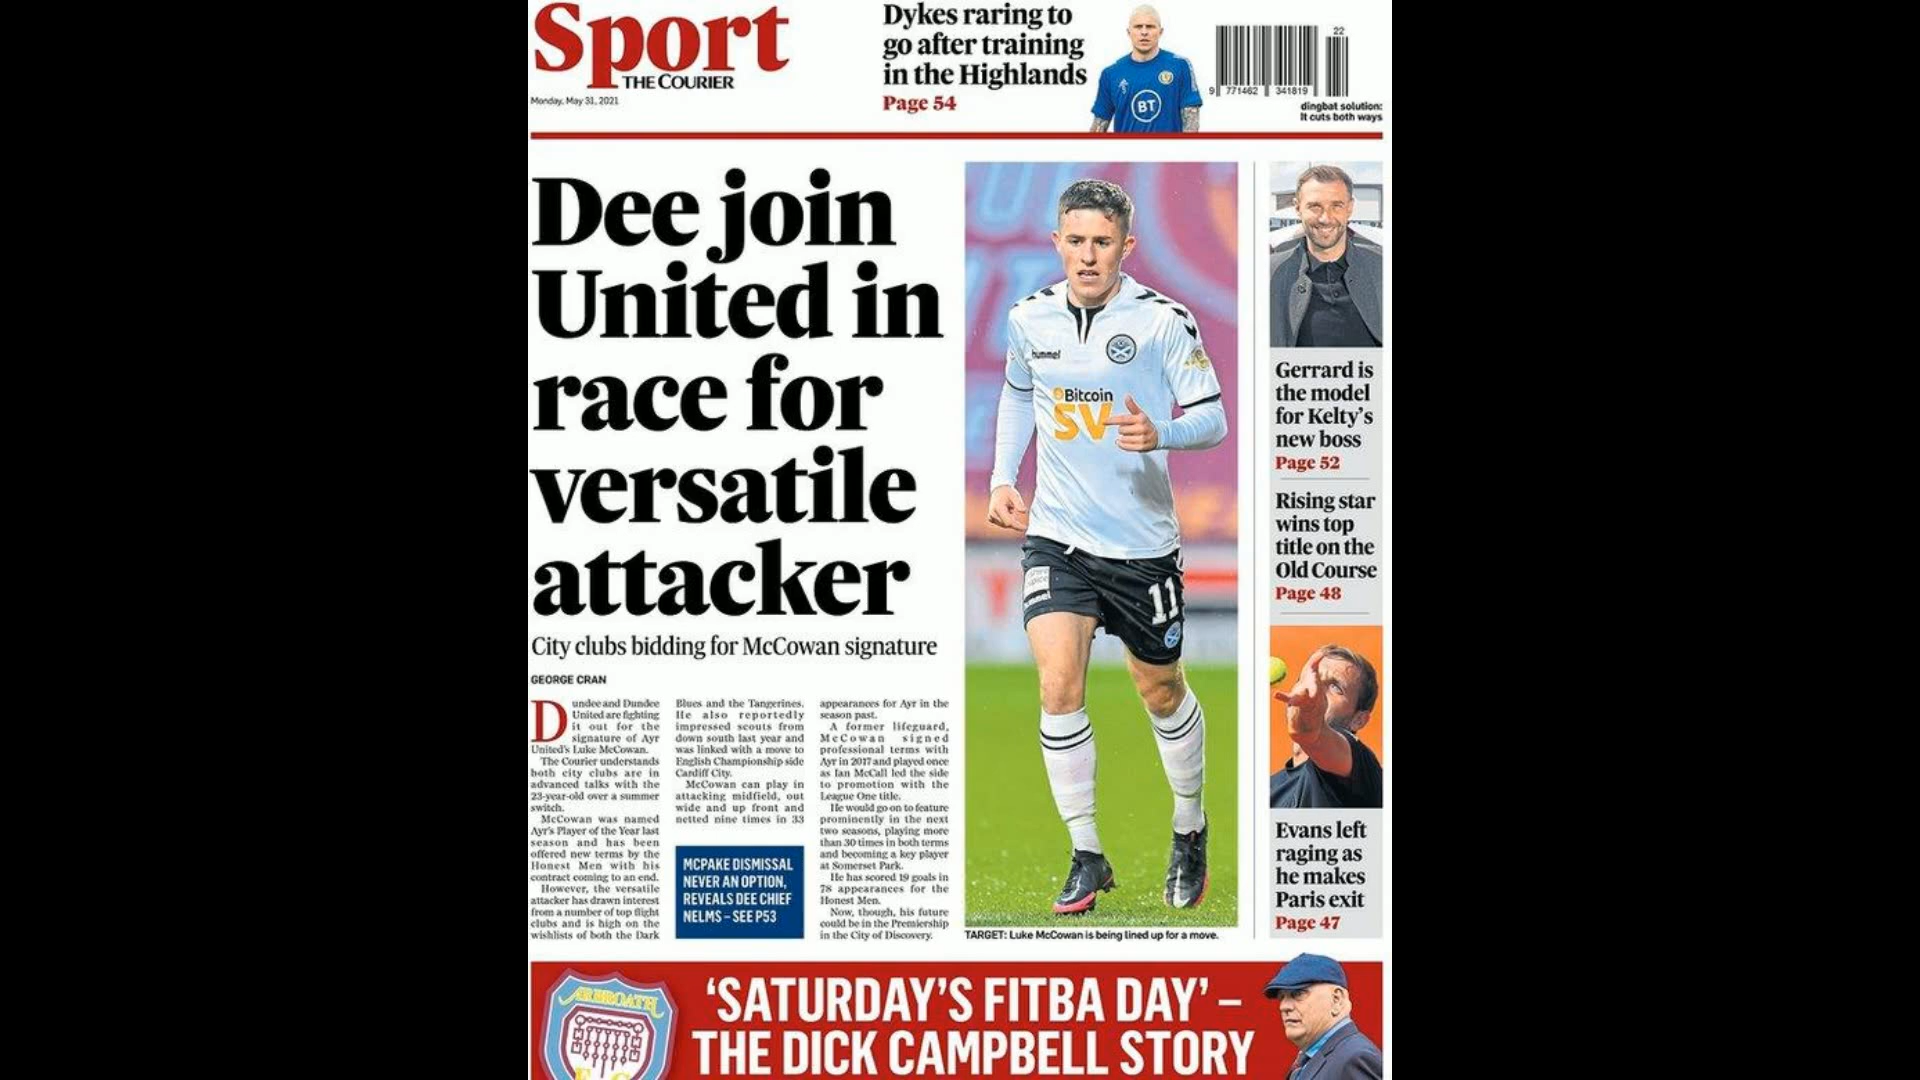 Sport
THE COURIER
Monday, May 31, 2021
Dykes raring to
go after training
in the Highlands
Page 54
BT
22
9 771462 341819
dingbat solution:
It cuts both ways
Dee join
United in
race for
versatile
attacker
City clubs bidding for McCowan signature
GEORGE CRAN
Dundee and Dundee
United are fighting
it out for the
signature of Ayr
United's Luke McCowan.
The Courier understands
both city clubs are in
advanced talks with the
23-year-old over a summer
switch.
McCowan was named
Ayr's Player of the Year last
season and has been
offered new terms by the
Honest Men with his
contract coming to an end.
However, the versatile
attacker has drawn interest
from a number of top flight
clubs and is high on the
wishlists of both the Dark
Blues and the Tangerines.
He also reportedly
impressed scouts from
down south last year and
was linked with a move to
English Championship side
Cardiff City.
McCowan can play in
attacking midfield, out
wide and up front and
netted nine times in 33
MCPAKE DISMISSAL
NEVER AN OPTION,
REVEALS DEE CHIEF
NELMS – SEE P53
appearances for Ayr in the
season past.
A former lifeguard,
McCowan signed
professional terms with
Ayr in 2017 and played once
as Ian McCall led the side
to promotion with the
League One title.
He would go on to feature
prominently in the next
two seasons, playing more
than 30 times in both terms
and becoming a key player
at Somerset Park.
He has scored 19 goals in
78 appearances for the
Honest Men.
Now, though, his future
could be in the Premiership
in the City of Discovery.
hummel
Bitcoin
SV
11
TARGET: Luke McCowan is being lined up for a move.
Gerrard is
the model
for Kelty's
new boss
Page 52
Rising star
wins top
title on the
Old Course
Page 48
Evans left
raging as
he makes
Paris exit
Page 47
ARBROATH
'SATURDAY'S FITBA DAY' –
THE DICK CAMPBELL STORY